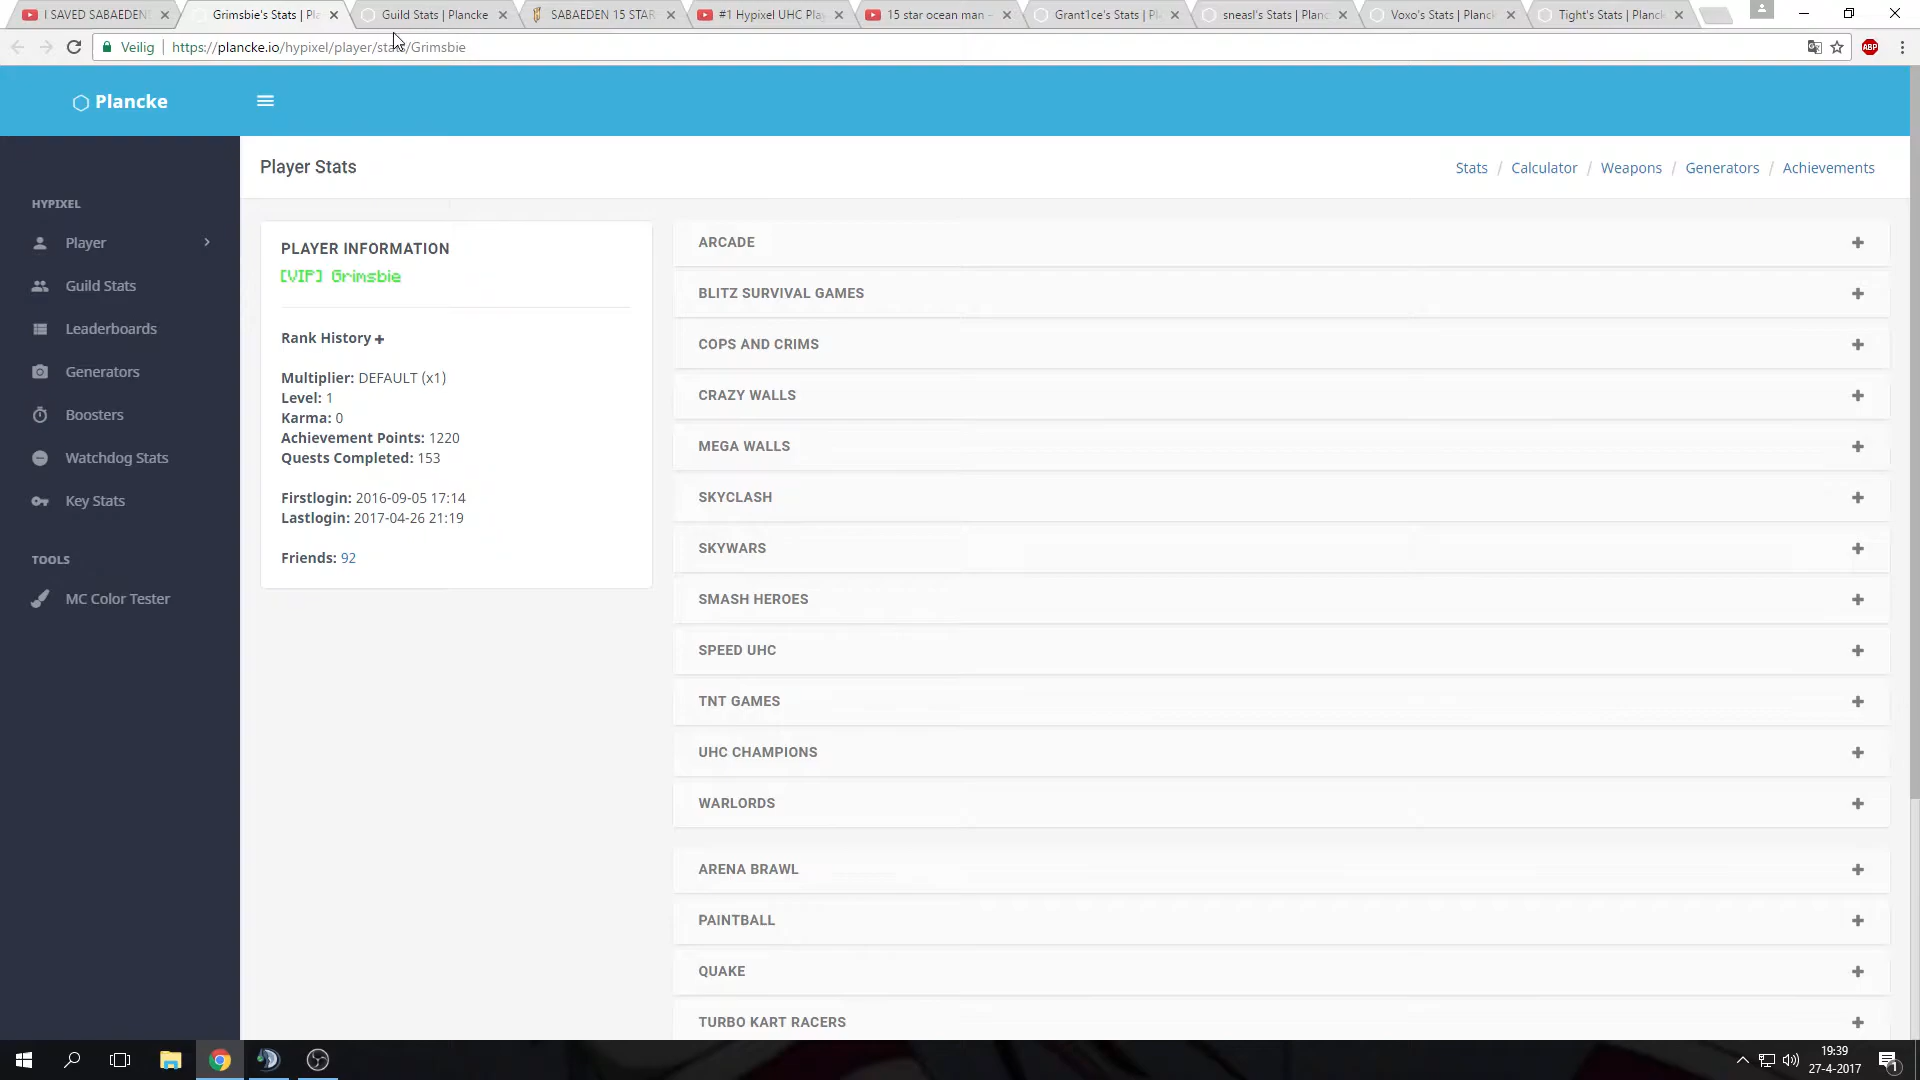 I SAVED SABAEDEN
Grimsbie's Stats | Pla
Guild Stats | Plancke
SABAEDEN 15 STAR
#1 Hypixel UHC Play
15 star ocean man -
Grant1ce's Stats | Pl
sneasl's Stats | Planc
Voxo's Stats | Planck
Tight's Stats | Planck
Veilig
https://plancke.io/hypixel/player/stats/Grimsbie
ABP
Plancke
Player Stats
Stats / Calculator / Weapons / Generators / Achievements
HYPIXEL
Player
Guild Stats
Leaderboards
Generators
Boosters
Watchdog Stats
Key Stats
TOOLS
MC Color Tester
PLAYER INFORMATION
[VIP] Grimsbie
Rank History +
Multiplier: DEFAULT (x1)
Level: 1
Karma: 0
Achievement Points: 1220
Quests Completed: 153
Firstlogin: 2016-09-05 17:14
Lastlogin: 2017-04-26 21:19
Friends: 92
ARCADE
BLITZ SURVIVAL GAMES
COPS AND CRIMS
CRAZY WALLS
MEGA WALLS
SKYCLASH
SKYWARS
SMASH HEROES
SPEED UHC
TNT GAMES
UHC CHAMPIONS
WARLORDS
ARENA BRAWL
PAINTBALL
QUAKE
TURBO KART RACERS
19:39
27-4-2017
1